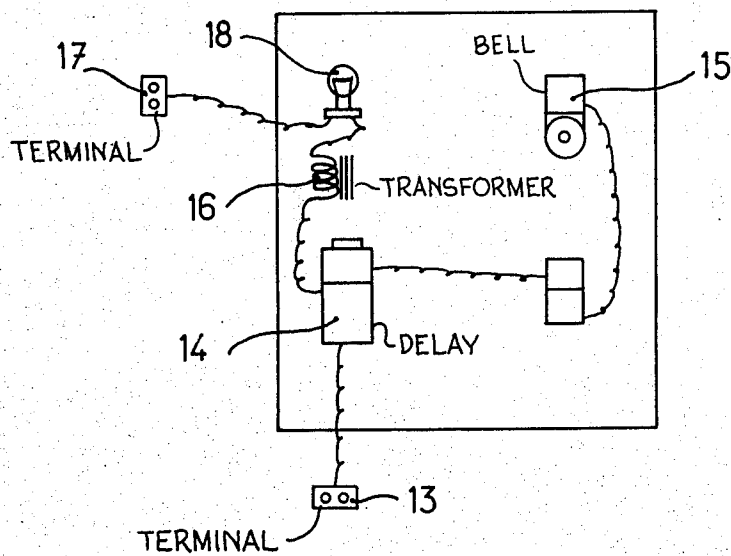 18
BELL
15
17
TERMINAL
16
TRANSFORMER
14
DELAY
13
TERMINAL